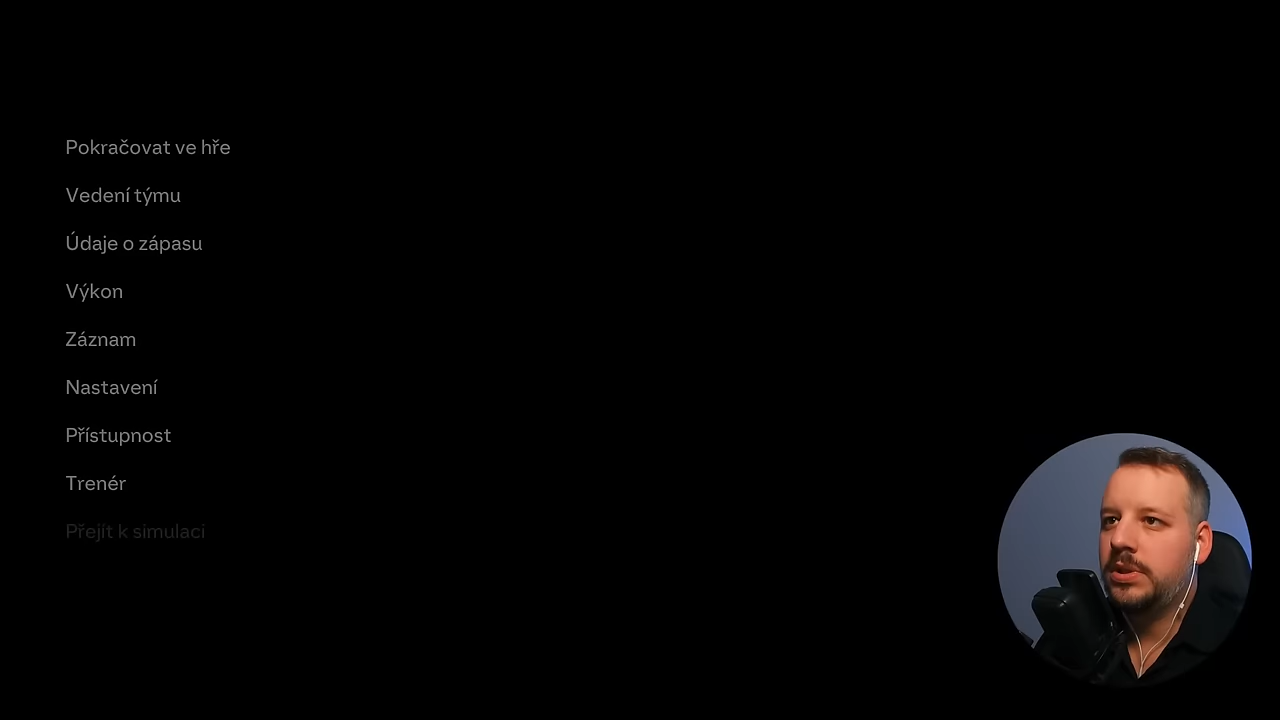 Pokračovat ve hře
Vedení týmu
Údaje o zápasu
Výkon
Záznam
Nastavení
Přístupnost
Trenér
Přejít k simulaci